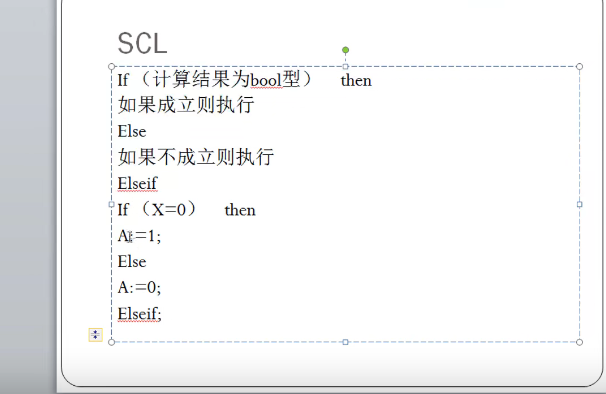 SCL
If （计算结果为bool型） then
如果成立则执行
Else
如果不成立则执行
Elseif
If （X=0） then
A:=1;
Else
A:=0;
Elseif;